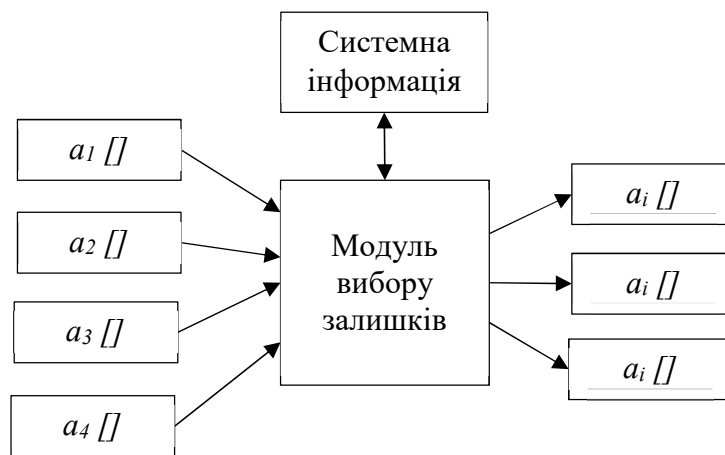 Системна
інформація
a1 []
a2 []
a3 []
a4 []
Модуль
вибору
залишків
ai []
ai []
ai []